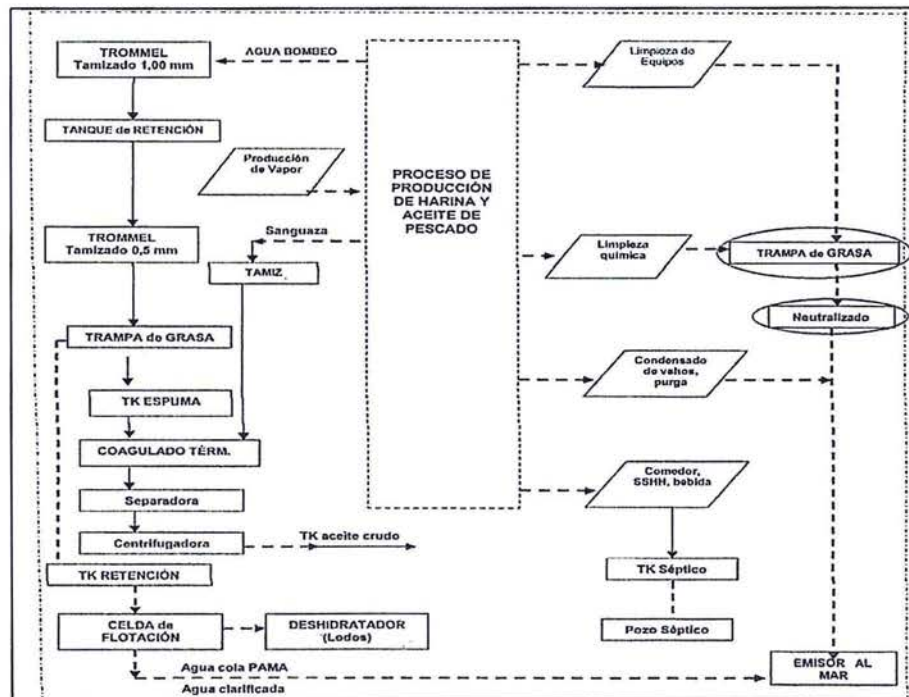 TROMMEL
Tamizado 1,00 mm
AGUA BOMBEO
Limpieza de
Equipos
TANQUE de RETENCIÓN
Producción
de Vapor
PROCESO DE
PRODUCCIÓN
DE HARINA Y
ACEITE DE
PESCADO
TROMMEL
Tamizado 0,5 mm
Sanguaza
TAMIZ
Limpieza
química
TRAMPA de GRASA
Neutralizado
TRAMPA de GRASA
Condensado
de vahos,
purga
TK ESPUMA
COAGULADO TÉRM.
Separadora
Comedor,
SSHH, bebida
Centrifugadora
TK aceite crudo
TK RETENCIÓN
TK Séptico
CELDA de
FLOTACIÓN
DESHIDRATADOR
(Lodos)
Pozo Séptico
Agua cola PAMA
Agua clarificada
EMISOR AL
MAR